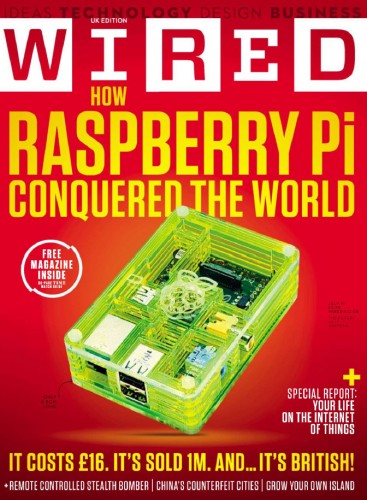 IDEAS TECHNOLOGY DESIGN BUSINESS
UK EDITION
WIRED
HOW
RASPBERRY Pi
CONQUERED THE WORLD
FREE
MAGAZINE
INSIDE
+
SPECIAL REPORT:
YOUR LIFE
ON THE INTERNET
OF THINGS
IT COSTS £16. IT'S SOLD 1M. AND...IT'S BRITISH!
+REMOTE CONTROLLED STEALTH BOMBER | CHINA'S COUNTERFEIT CITIES | GROW YOUR OWN ISLAND